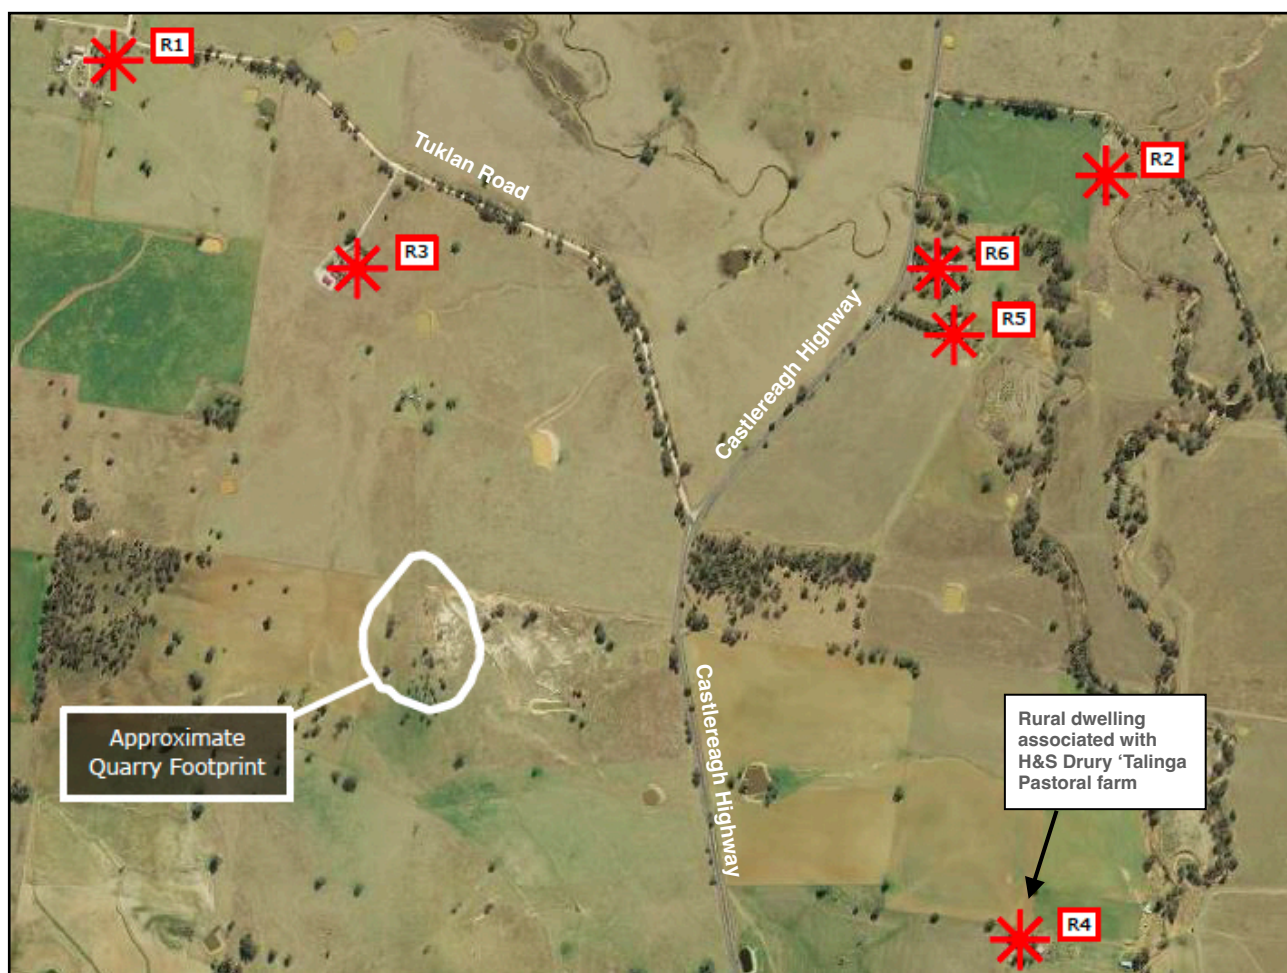 R1
Tuklan Road
R2
R3
R6
R5
Castlereagh Highway
Approximate
Quarry Footprint
Castlereagh Highway
Rural dwelling
associated with
H&S Drury ‘Talinga
Pastoral farm
R4